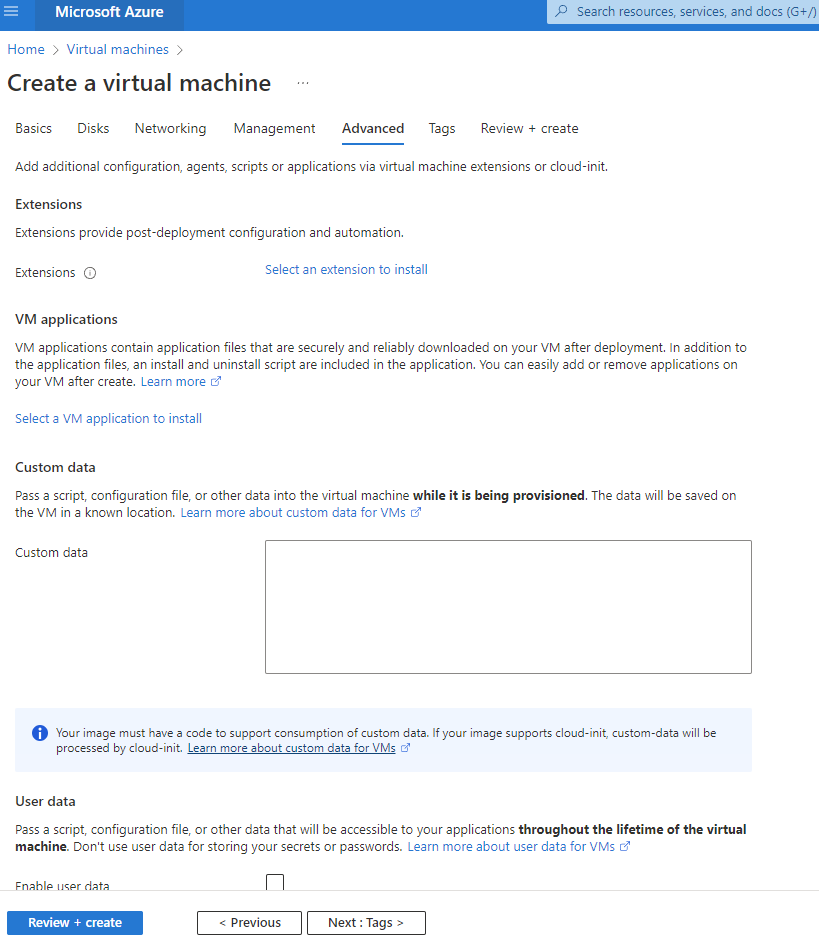 Microsoft Azure
Search resources, services, and docs (G+/)
Home > Virtual machines >
Create a virtual machine ...
Basics Disks Networking Management Advanced Tags Review + create
Add additional configuration, agents, scripts or applications via virtual machine extensions or cloud-init.
Extensions
Extensions provide post-deployment configuration and automation.
Extensions
Select an extension to install
VM applications
VM applications contain application files that are securely and reliably downloaded on your VM after deployment. In addition to
the application files, an install and uninstall script are included in the application. You can easily add or remove applications on
your VM after create. Learn more
Select a VM application to install
Custom data
Pass a script, configuration file, or other data into the virtual machine while it is being provisioned. The data will be saved on
the VM in a known location. Learn more about custom data for VMs
Custom data
Your image must have a code to support consumption of custom data. If your image supports cloud-init, custom-data will be
processed by cloud-init. Learn more about custom data for VMs
User data
Pass a script, configuration file, or other data that will be accessible to your applications throughout the lifetime of the virtual
machine. Don't use user data for storing your secrets or passwords. Learn more about user data for VMs
Enable user data
Review + create
< Previous
Next : Tags >